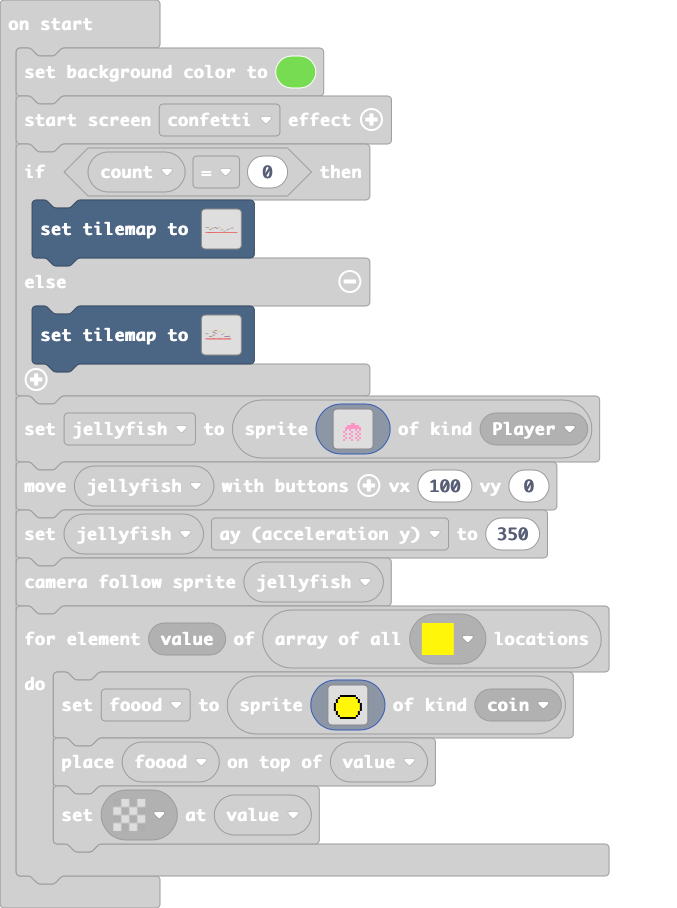 on start
set background color to
start screen confetti effect
if count = 0 then
set tilemap to
else
set tilemap to
set jellyfish to sprite of kind Player
move jellyfish with buttons vx 100 vy 0
set jellyfish ay (acceleration y) to 350
camera follow sprite jellyfish
for element value of array of all locations
do
set foood to sprite of kind coin
place foood on top of value
set at value